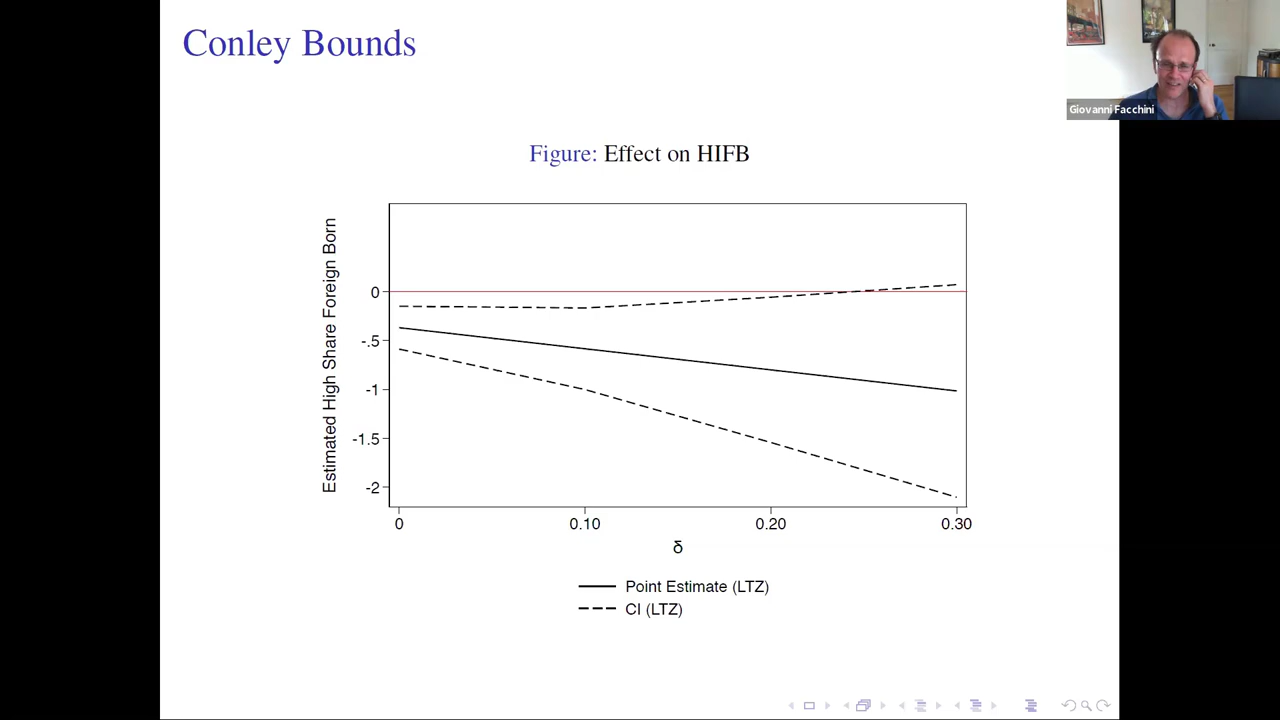 Conley Bounds
Giovanni Facchini
Figure: Effect on HIFB
Estimated High Share Foreign Born
0
-.5
-1
-1.5
-2
0
0.10
0.20
0.30
δ
Point Estimate (LTZ)
CI (LTZ)